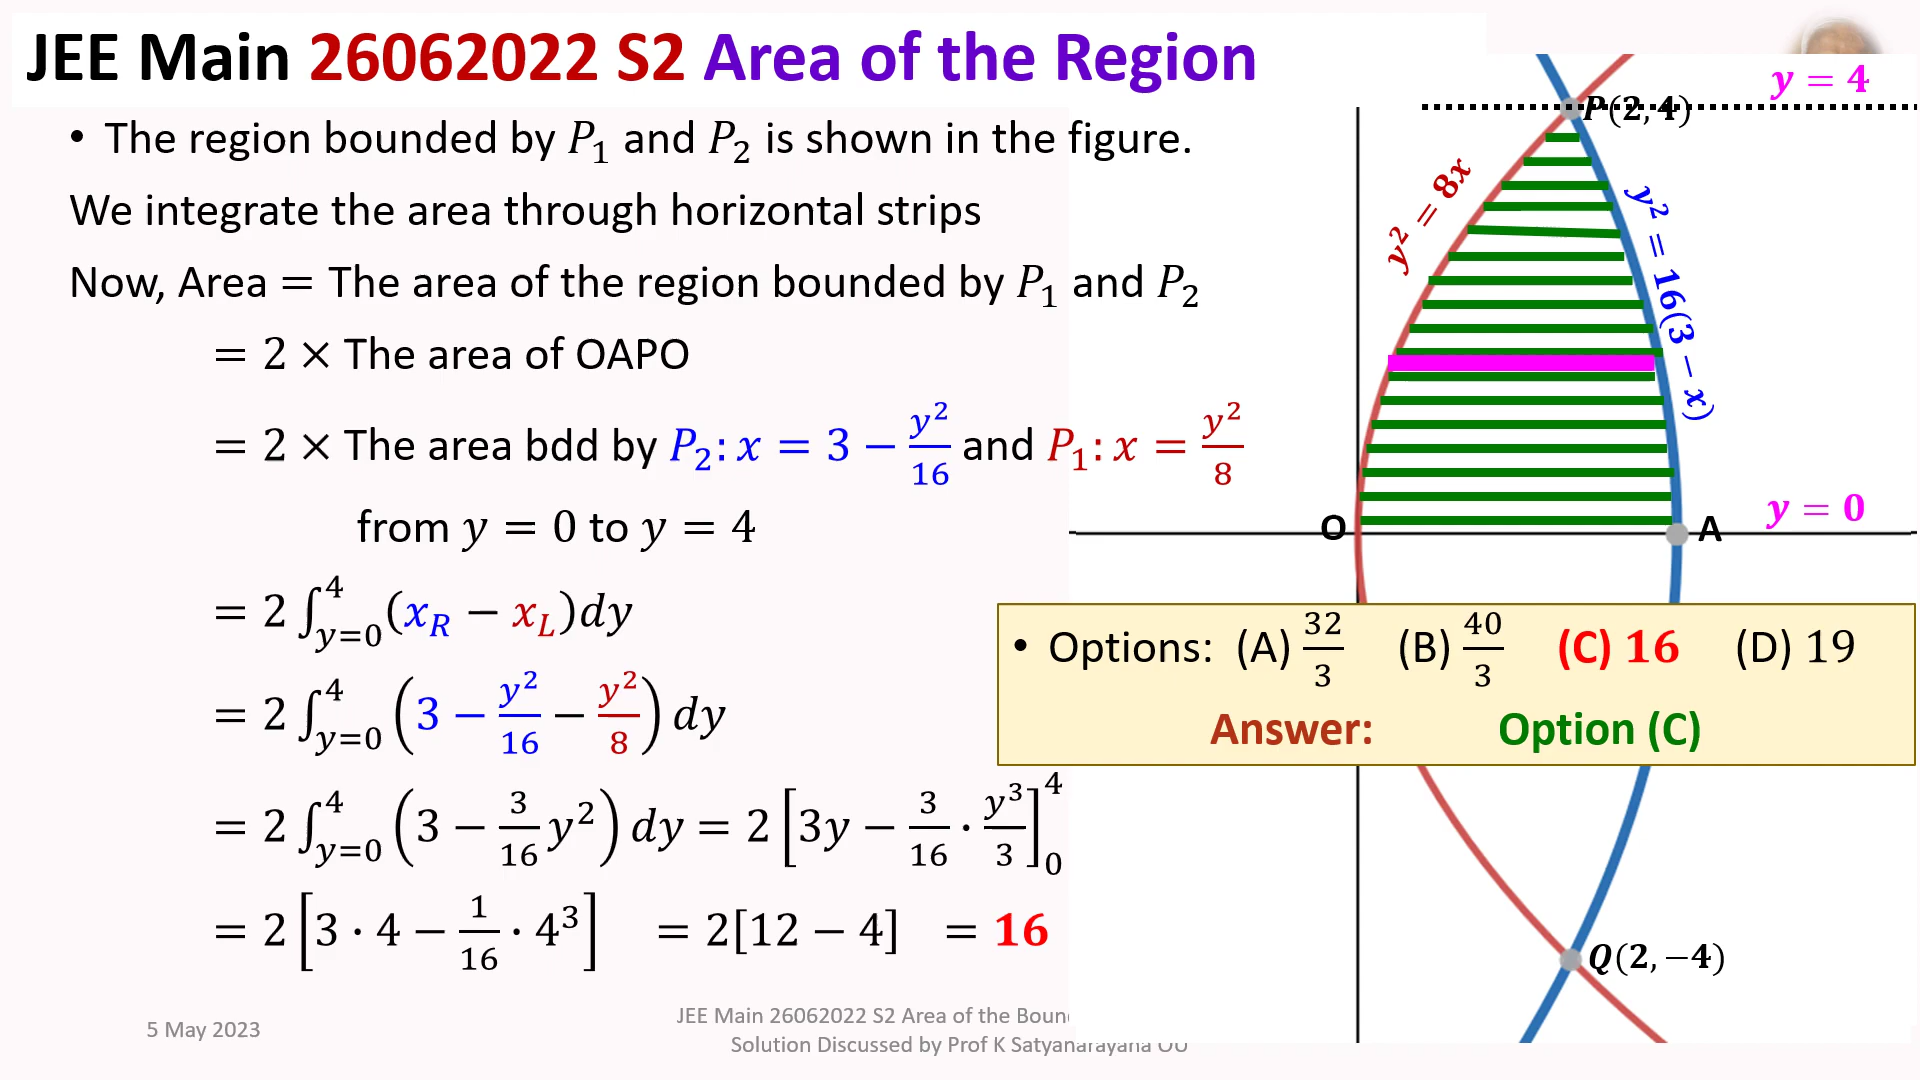 JEE Main 26062022 S2 Area of the Region
• The region bounded by P₁ and P₂ is shown in the figure.
We integrate the area through horizontal strips
Now, Area = The area of the region bounded by P₁ and P₂
= 2 × The area of OAPO
= 2 × The area bdd by P₂: x = 3 − y²/16 and P₁: x = y²/8
from y = 0 to y = 4
= 2 ∫_{y=0}^{4} (x_R − x_L)dy
= 2 ∫_{y=0}^{4} (3 − y²/16 − y²/8) dy
= 2 ∫_{y=0}^{4} (3 − 3/16 y²) dy = 2 [3y − 3/16 · y³/3]_0^4
= 2 [3 · 4 − 1/16 · 4³] = 2[12 − 4] = 16
y = 4
P(2, 4)
y² = 8x
y² = 16(3 − x)
y = 0
O
A
• Options: (A) 32/3 (B) 40/3 (C) 16 (D) 19
Answer: Option (C)
Q(2, −4)
5 May 2023
JEE Main 26062022 S2 Area of the
Solution Discussed by Prof K Satyanarayana OU